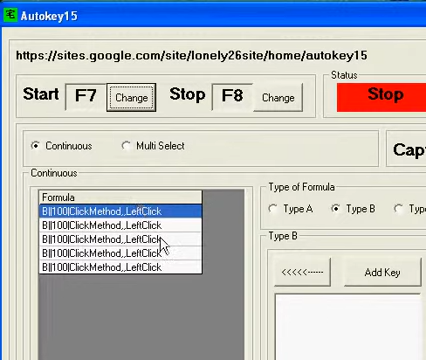 Autokey15
https://sites.google.com/site/lonely26site/home/autokey15
Start F7 Change Stop F8 Change
Status
Stop
Continuous Multi Select
Capt
Continuous
Formula
B||100|ClickMethod,,LeftClick
B||100|ClickMethod,,LeftClick
B||100|ClickMethod,,LeftClick
B||100|ClickMethod,,LeftClick
B||100|ClickMethod,,LeftClick
Type of Formula
Type A Type B Typ
Type B
<<<<<------ Add Key